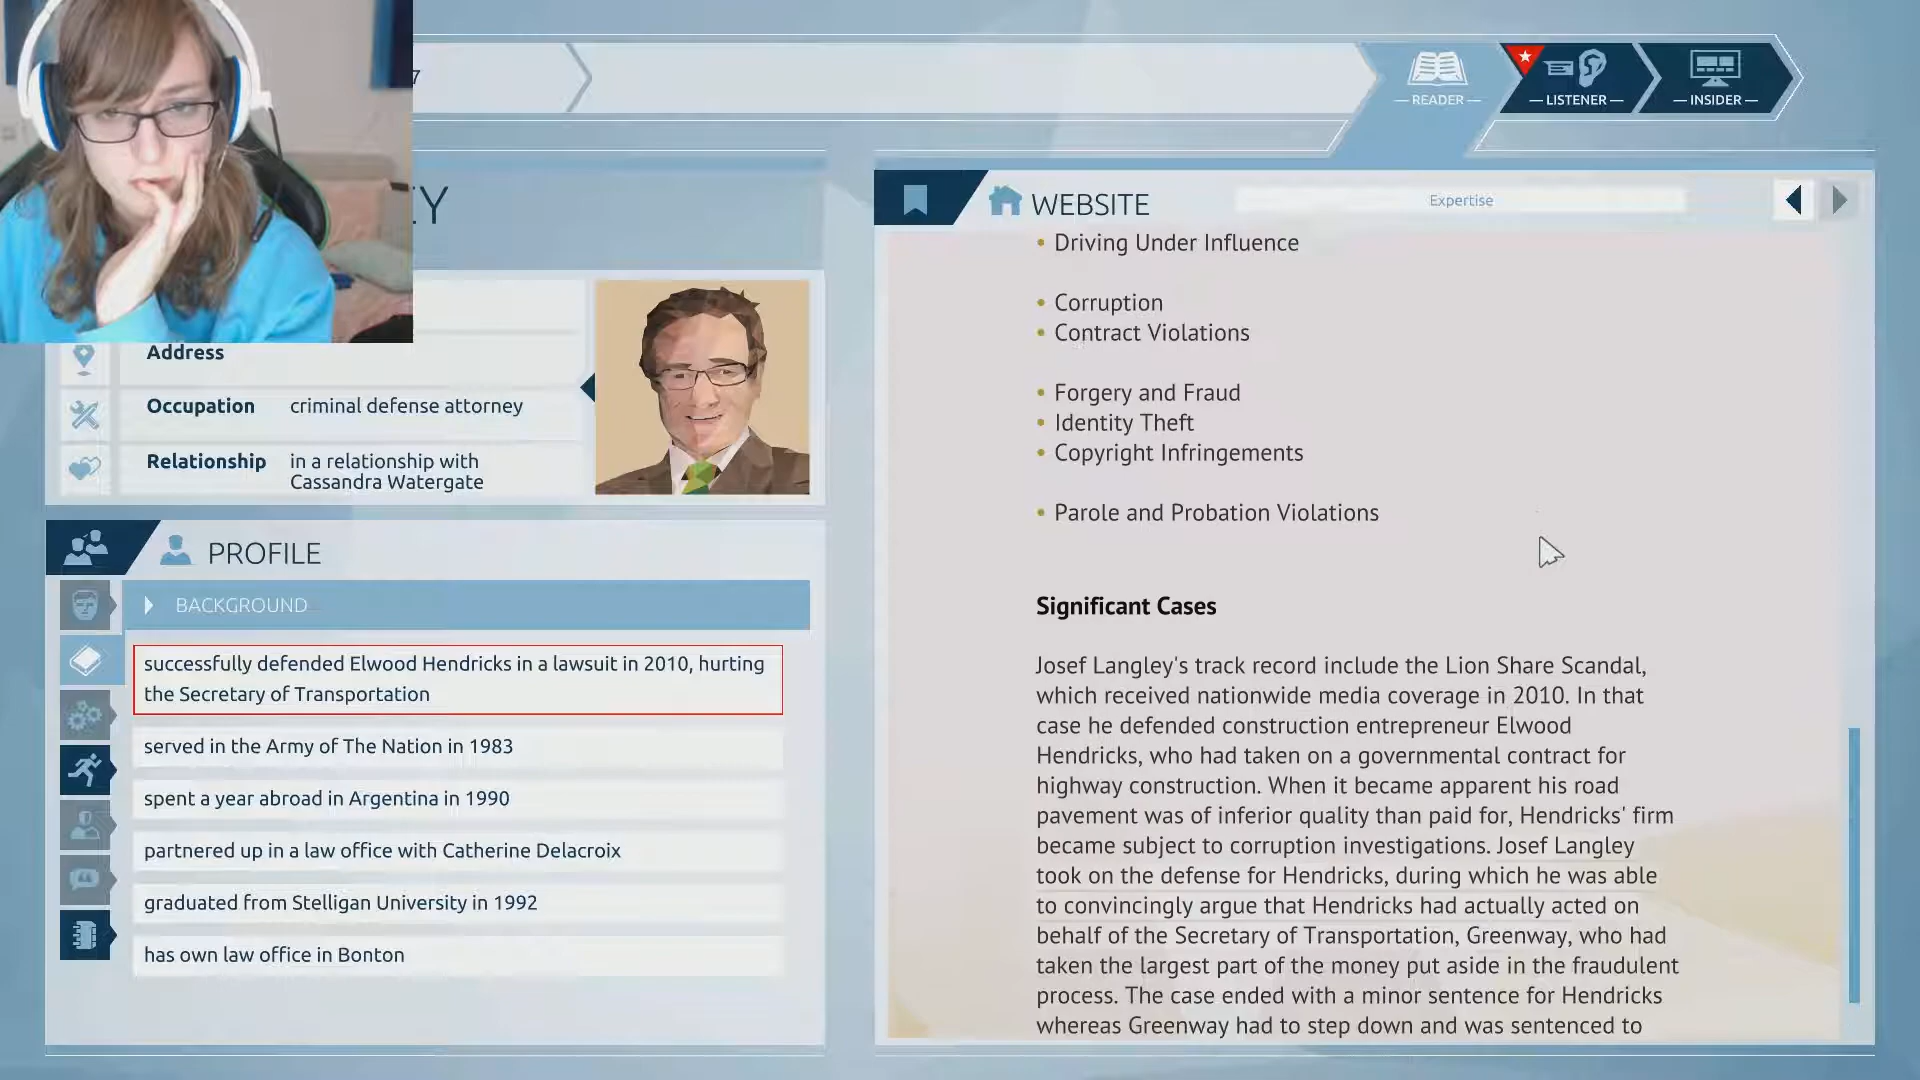 7
READER
LISTENER
INSIDER
EY
Address
Occupation criminal defense attorney
Relationship in a relationship with
Cassandra Watergate
PROFILE
BACKGROUND
successfully defended Elwood Hendricks in a lawsuit in 2010, hurting
the Secretary of Transportation
served in the Army of The Nation in 1983
spent a year abroad in Argentina in 1990
partnered up in a law office with Catherine Delacroix
graduated from Stelligan University in 1992
has own law office in Bonton
WEBSITE
Expertise
• Driving Under Influence
• Corruption
• Contract Violations
• Forgery and Fraud
• Identity Theft
• Copyright Infringements
• Parole and Probation Violations
Significant Cases
Josef Langley's track record include the Lion Share Scandal,
which received nationwide media coverage in 2010. In that
case he defended construction entrepreneur Elwood
Hendricks, who had taken on a governmental contract for
highway construction. When it became apparent his road
pavement was of inferior quality than paid for, Hendricks' firm
became subject to corruption investigations. Josef Langley
took on the defense for Hendricks, during which he was able
to convincingly argue that Hendricks had actually acted on
behalf of the Secretary of Transportation, Greenway, who had
taken the largest part of the money put aside in the fraudulent
process. The case ended with a minor sentence for Hendricks
whereas Greenway had to step down and was sentenced to